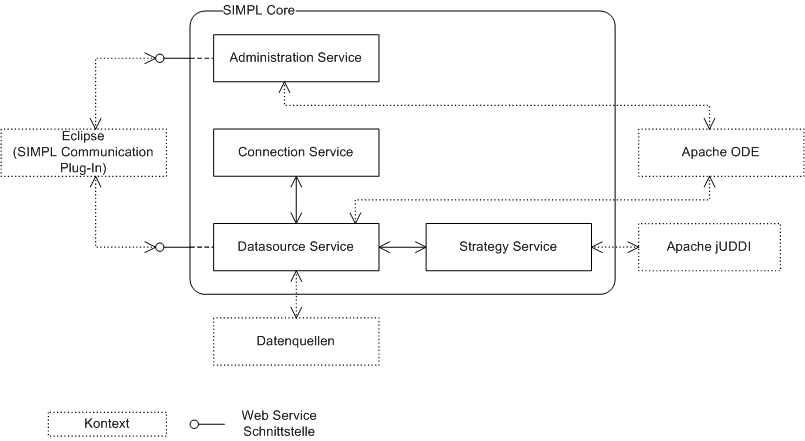 SIMPL Core
Administration Service
Eclipse
(SIMPL Communication
Plug-In)
Connection Service
Apache ODE
Datasource Service
Strategy Service
Apache jUDDI
Datenquellen
Kontext
Web Service
Schnittstelle